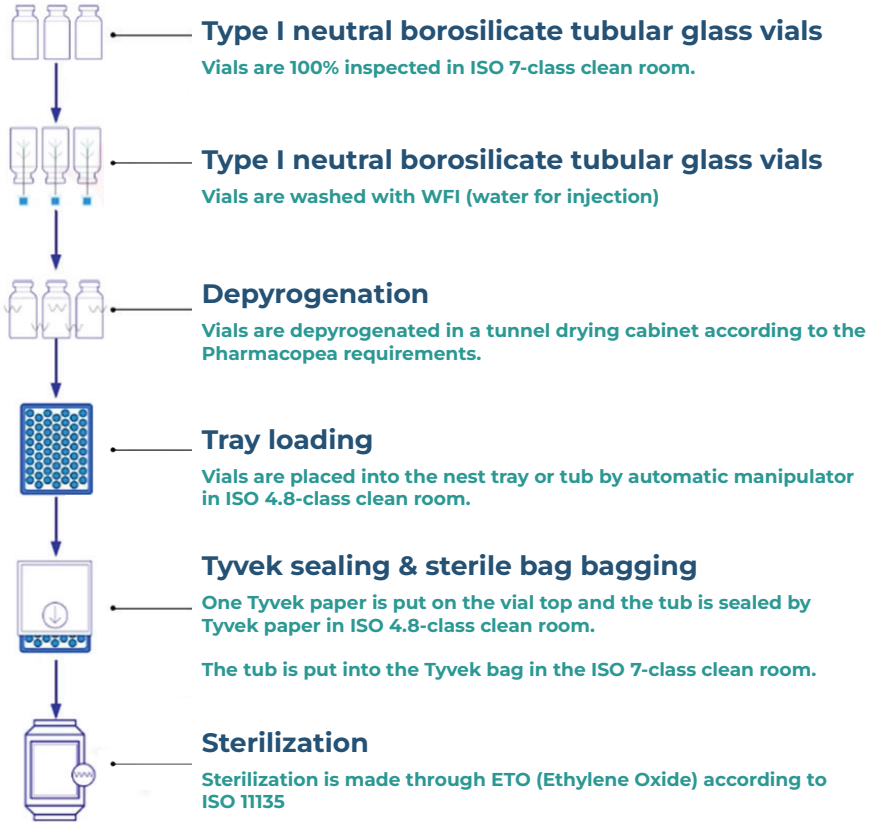 Type I neutral borosilicate tubular glass vials
Vials are 100% inspected in ISO 7-class clean room.
Type I neutral borosilicate tubular glass vials
Vials are washed with WFI (water for injection)
Depyrogenation
Vials are depyrogenated in a tunnel drying cabinet according to the
Pharmacopea requirements.
Tray loading
Vials are placed into the nest tray or tub by automatic manipulator
in ISO 4.8-class clean room.
Tyvek sealing & sterile bag bagging
One Tyvek paper is put on the vial top and the tub is sealed by
Tyvek paper in ISO 4.8-class clean room.
The tub is put into the Tyvek bag in the ISO 7-class clean room.
Sterilization
Sterilization is made through ETO (Ethylene Oxide) according to
ISO 11135